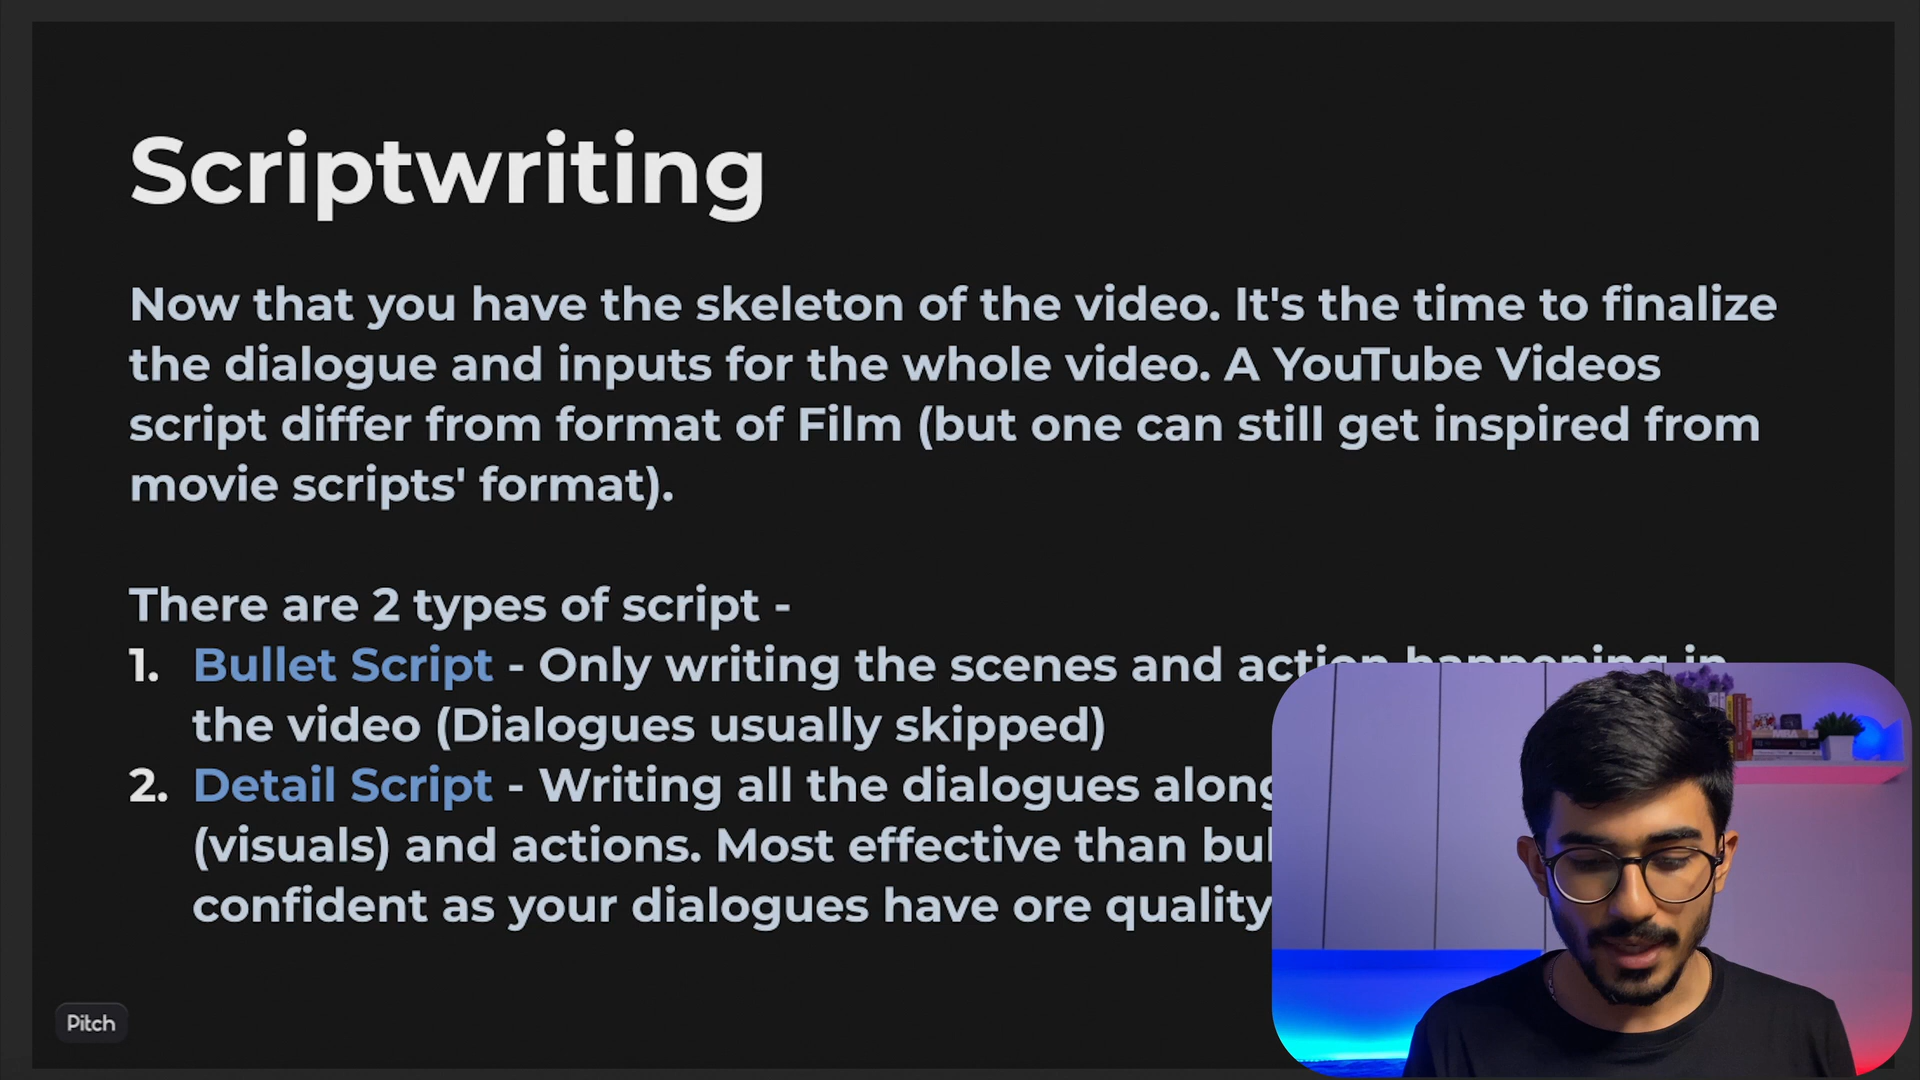 Scriptwriting
Now that you have the skeleton of the video. It's the time to finalize
the dialogue and inputs for the whole video. A YouTube Videos
script differ from format of Film (but one can still get inspired from
movie scripts' format).
There are 2 types of script -
1. Bullet Script - Only writing the scenes and action happening in
the video (Dialogues usually skipped)
2. Detail Script - Writing all the dialogues along
(visuals) and actions. Most effective than
confident as your dialogues have ore quality
Pitch